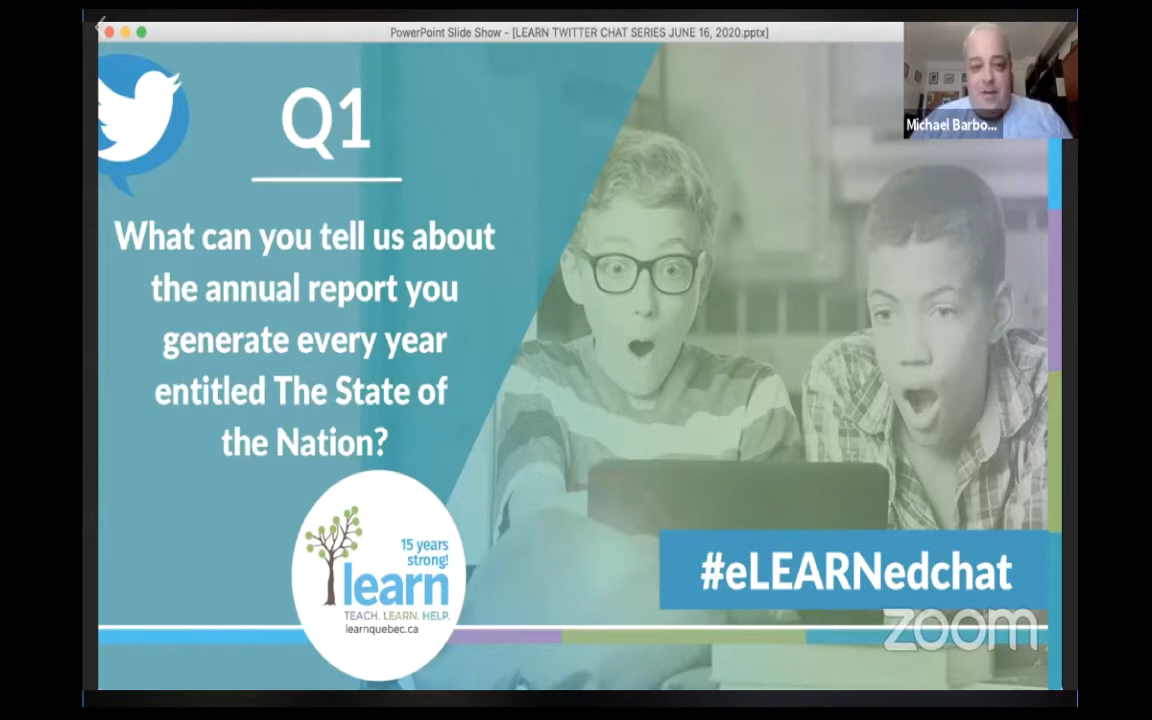 PowerPoint Slide Show - [LEARN TWITTER CHAT SERIES JUNE 16, 2020.pptx]
Michael Barbo...
Q1
What can you tell us about
the annual report you
generate every year
entitled The State of
the Nation?
15 years
strong!
learn
TEACH. LEARN. HELP.
learnquebec.ca
#eLEARNedchat
zoom